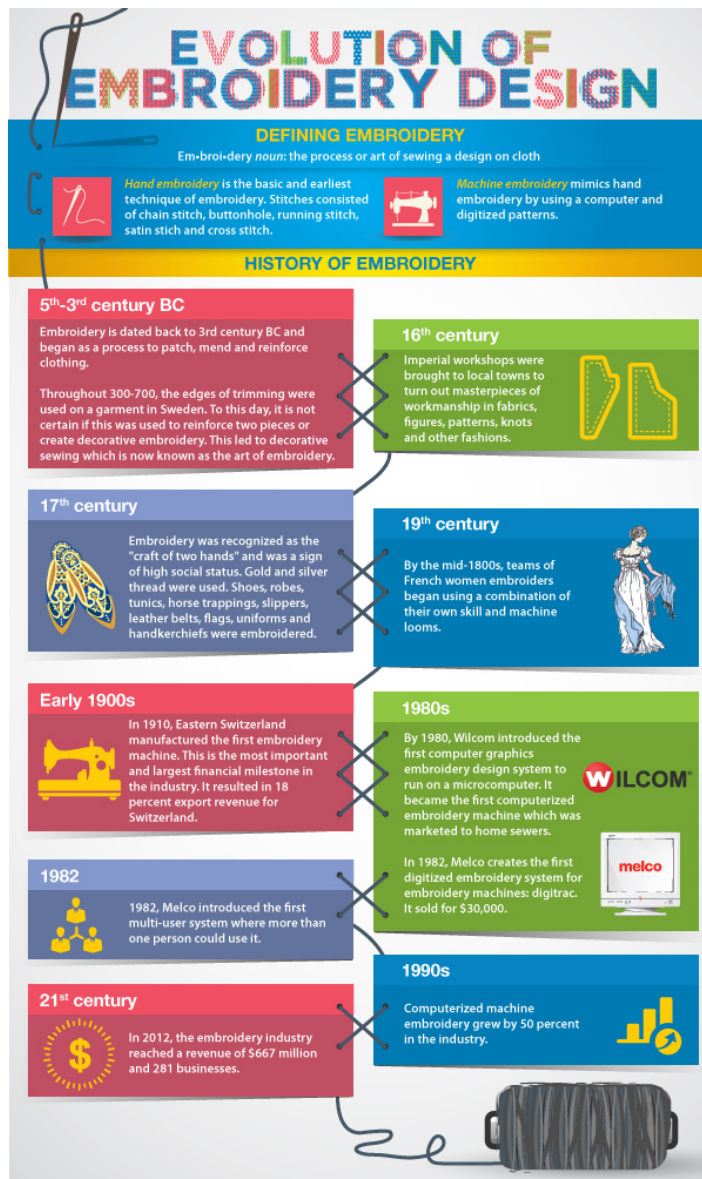 EVOLUTION OF
EMBROIDERY DESIGN
DEFINING EMBROIDERY
Em•broi•dery noun: the process or art of sewing a design on cloth
Hand embroidery is the basic and earliest
technique of embroidery. Stitches consisted
of chain stitch, buttonhole, running stitch,
satin stich and cross stitch.
Machine embroidery mimics hand
embroidery by using a computer and
digitized patterns.
HISTORY OF EMBROIDERY
5th-3rd century BC
Embroidery is dated back to 3rd century BC and
began as a process to patch, mend and reinforce
clothing.
Throughout 300-700, the edges of trimming were
used on a garment in Sweden. To this day, it is not
certain if this was used to reinforce two pieces or
create decorative embroidery. This led to decorative
sewing which is now known as the art of embroidery.
16th century
Imperial workshops were
brought to local towns to
turn out masterpieces of
workmanship in fabrics,
figures, patterns, knots
and other fashions.
17th century
Embroidery was recognized as the
"craft of two hands" and was a sign
of high social status. Gold and silver
thread were used. Shoes, robes,
tunics, horse trappings, slippers,
leather belts, flags, uniforms and
handkerchiefs were embroidered.
19th century
By the mid-1800s, teams of
French women embroiders
began using a combination of
their own skill and machine
looms.
Early 1900s
In 1910, Eastern Switzerland
manufactured the first embroidery
machine. This is the most important
and largest financial milestone in
the industry. It resulted in 18
percent export revenue for
Switzerland.
1980s
By 1980, Wilcom introduced the
first computer graphics
embroidery design system to
run on a microcomputer. It
became the first computerized
embroidery machine which was
marketed to home sewers.
WILCOM®
In 1982, Melco creates the first
digitized embroidery system for
embroidery machines: digitrac.
It sold for $30,000.
melco
1982
1982, Melco introduced the first
multi-user system where more than
one person could use it.
1990s
Computerized machine
embroidery grew by 50 percent
in the industry.
21st century
$
In 2012, the embroidery industry
reached a revenue of $667 million
and 281 businesses.